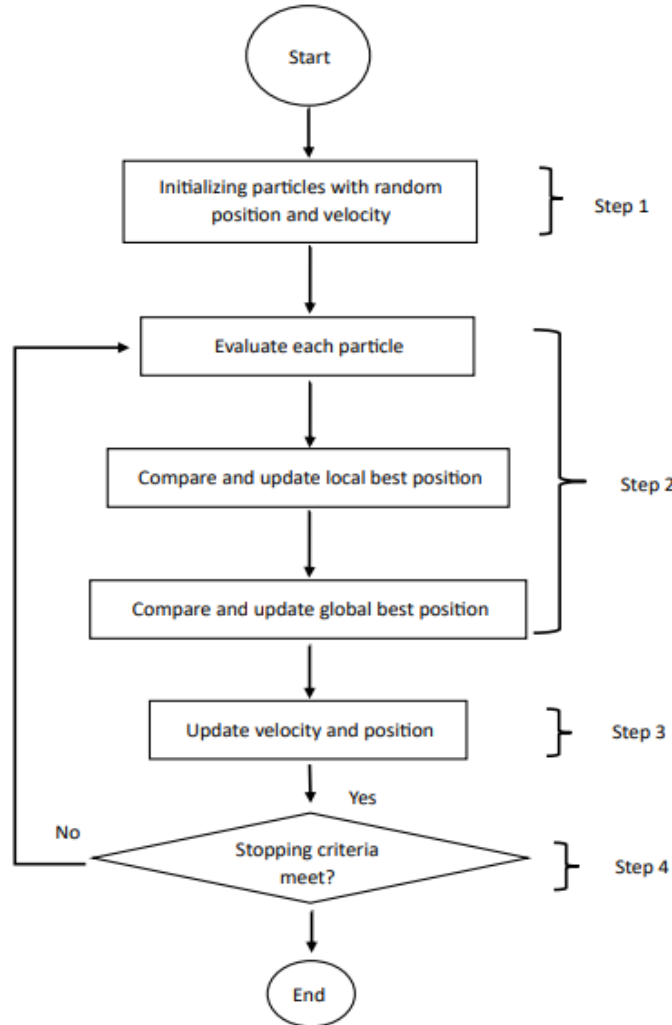 Start
Initializing particles with random
position and velocity
Step 1
Evaluate each particle
Compare and update local best position
Step 2
Compare and update global best position
Update velocity and position
Step 3
Yes
No
Stopping criteria
meet?
Step 4
End